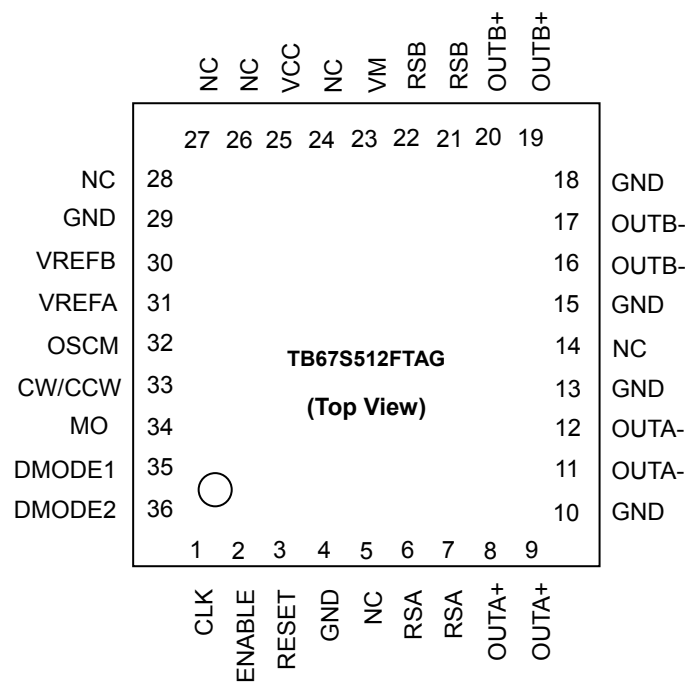 NC NC VCC NC VM RSB RSB OUTB+ OUTB+
27 26 25 24 23 22 21 20 19
NC 28 18 GND
GND 29 17 OUTB-
VREFB 30 16 OUTB-
VREFA 31 15 GND
OSCM 32 14 NC
TB67S512FTAG
CW/CCW 33 13 GND
(Top View)
MO 34 12 OUTA-
DMODE1 35 11 OUTA-
DMODE2 36 10 GND
1 2 3 4 5 6 7 8 9
CLK ENABLE RESET GND NC RSA RSA OUTA+ OUTA+